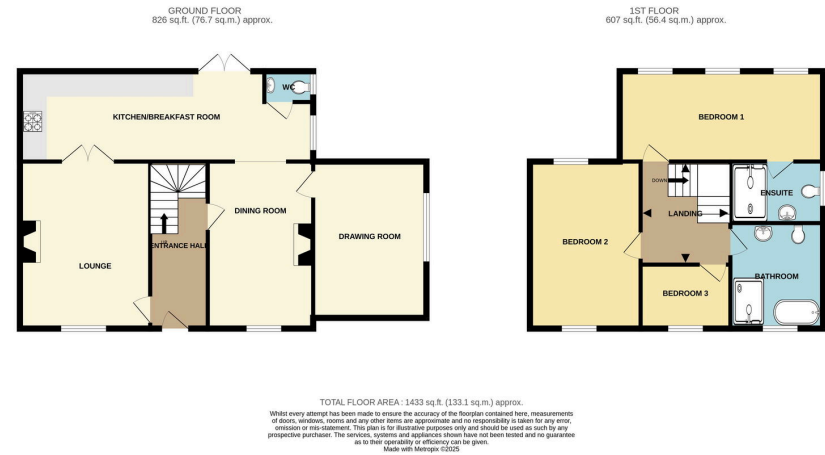 GROUND FLOOR
826 sq.ft. (76.7 sq.m.) approx.
KITCHEN/BREAKFAST ROOM
WC
LOUNGE
ENTRANCE HALL
UP
DINING ROOM
DRAWING ROOM
1ST FLOOR
607 sq.ft. (56.4 sq.m.) approx.
BEDROOM 1
DOWN
ENSUITE
LANDING
BEDROOM 2
BATHROOM
BEDROOM 3
TOTAL FLOOR AREA : 1433 sq.ft. (133.1 sq.m.) approx.
Whilst every attempt has been made to ensure the accuracy of the floorplan contained here, measurements
of doors, windows, rooms and any other items are approximate and no responsibility is taken for any error,
omission or mis-statement. This plan is for illustrative purposes only and should be used as such by any
prospective purchaser. The services, systems and appliances shown have not been tested and no guarantee
as to their operability or efficiency can be given.
Made with Metropix ©2025